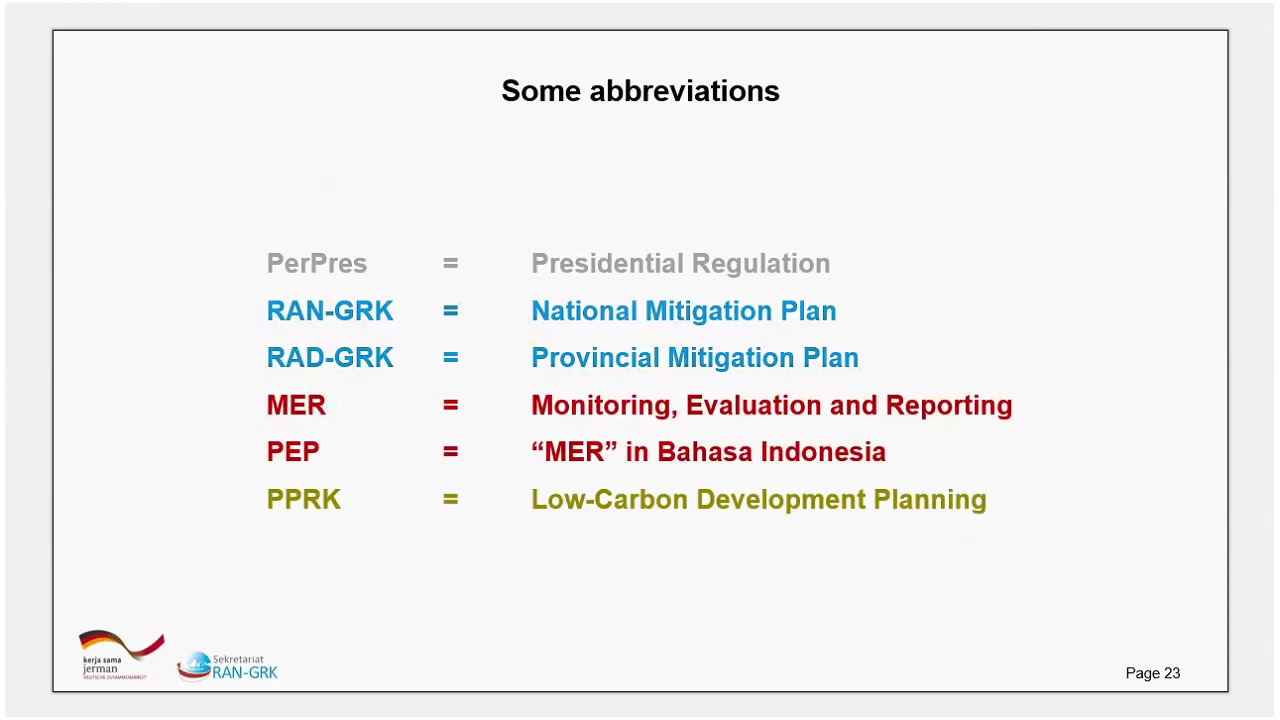 Some abbreviations
PerPres = Presidential Regulation
RAN-GRK = National Mitigation Plan
RAD-GRK = Provincial Mitigation Plan
MER = Monitoring, Evaluation and Reporting
PEP = “MER” in Bahasa Indonesia
PPRK = Low-Carbon Development Planning
kerja sama
jerman
DEUTSCHE ZUSAMMENARBEIT
Sekretariat
RAN-GRK
Page 23